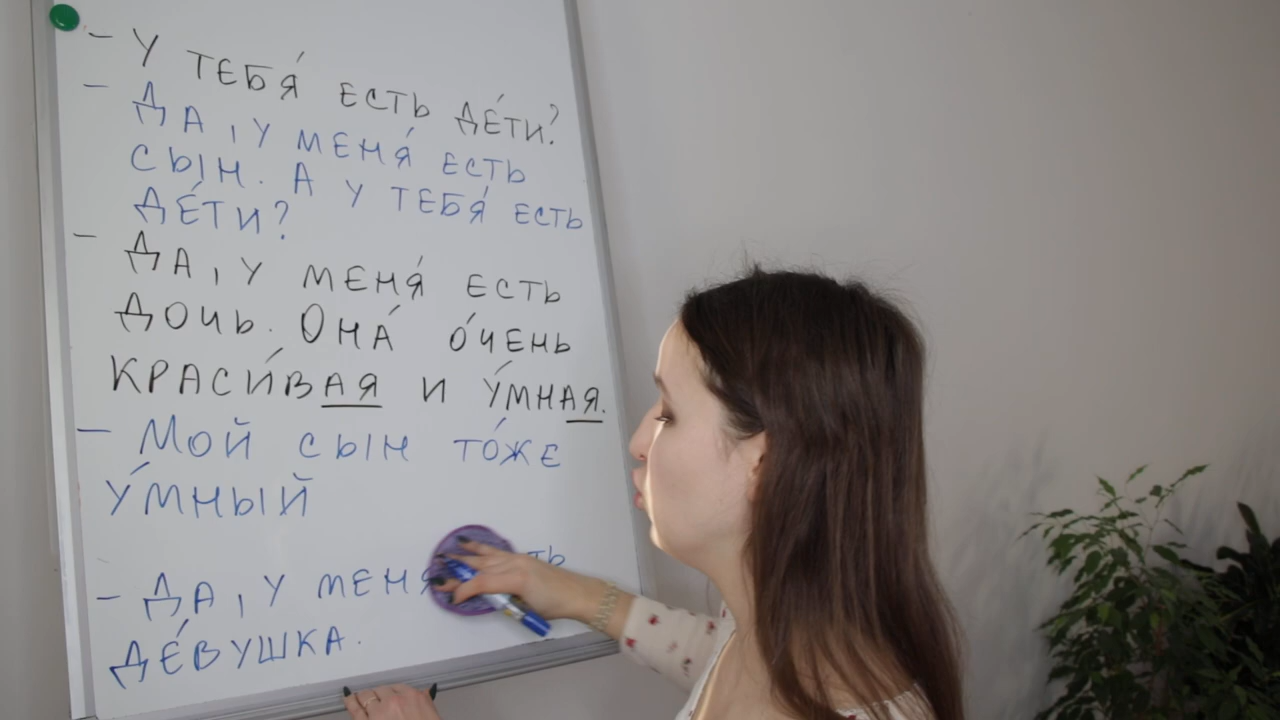 - У ТЕБЯ́ ЕСТЬ ДЕ́ТИ?
- ДА, У МЕНЯ́ ЕСТЬ
СЫН. А У ТЕБЯ́ ЕСТЬ
ДЕ́ТИ?
- ДА, У МЕНЯ́ ЕСТЬ
ДОЧЬ. ОНА́ О́ЧЕНЬ
КРАСИ́ВАЯ И У́МНАЯ.
- МОЙ СЫН ТО́ЖЕ
У́МНЫЙ
- ДА, У МЕНЯ
ДЕ́ВУШКА.